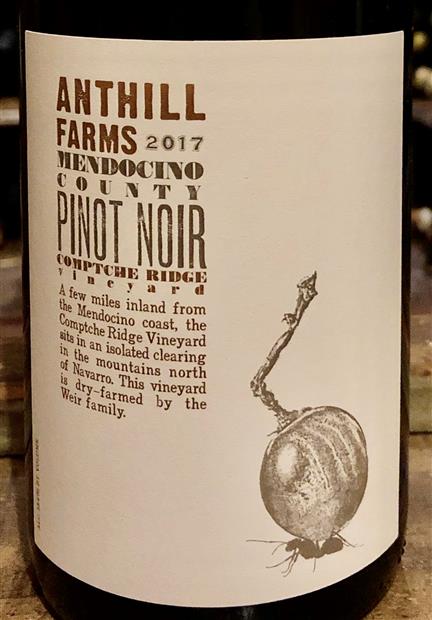 ANTHILL
FARMS 2017
MENDOCINO
COUNTY
PINOT NOIR
COMPTCHE RIDGE
vineyard
A few miles inland from
the Mendocino coast, the
Comptche Ridge Vineyard
sits in an isolated clearing
in the mountains north
of Navarro. This vineyard
is dry-farmed by the
Weir family.